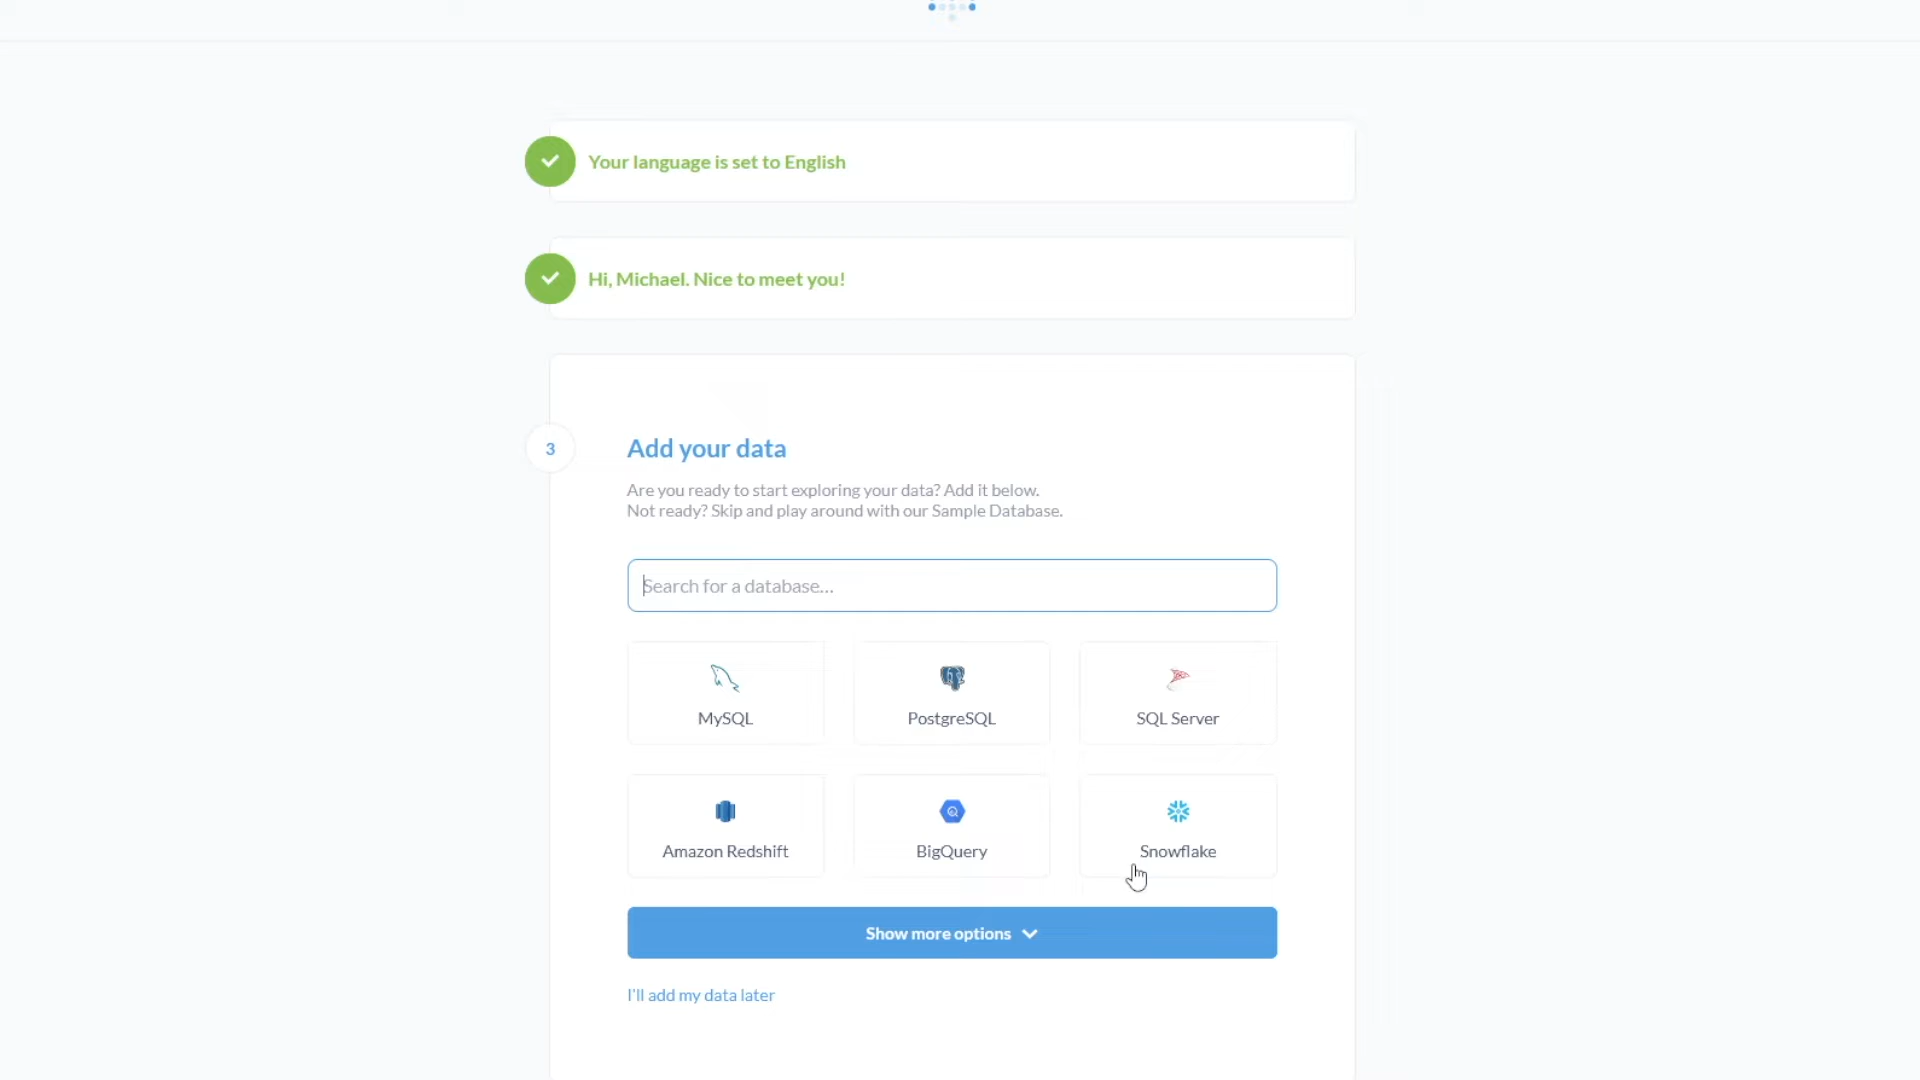 Your language is set to English
Hi, Michael. Nice to meet you!
3
Add your data
Are you ready to start exploring your data? Add it below.
Not ready? Skip and play around with our Sample Database.
Search for a database...
MySQL
PostgreSQL
SQL Server
Amazon Redshift
BigQuery
Snowflake
Show more options
I'll add my data later